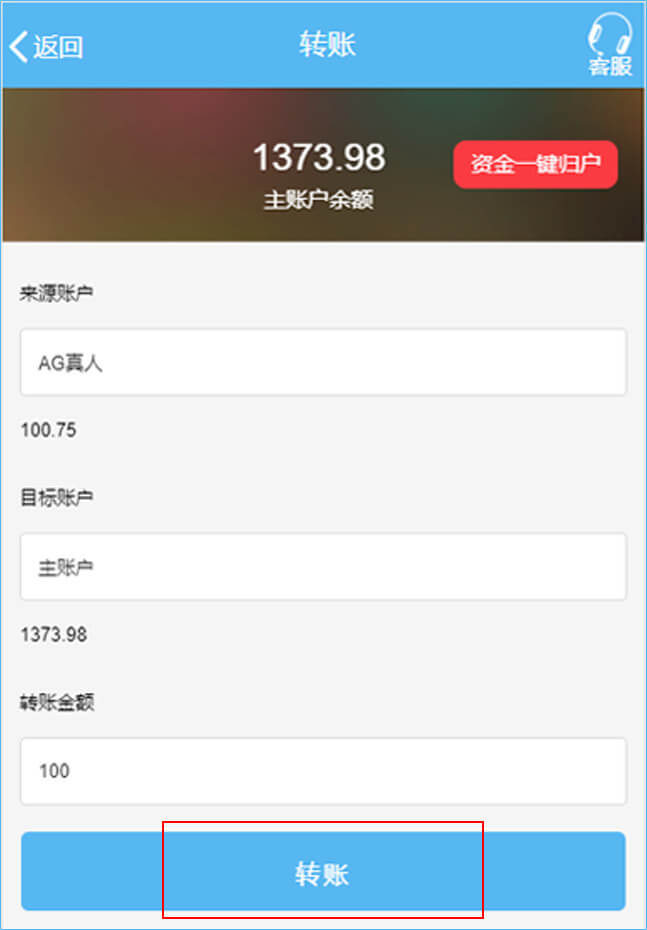 返回
转账
客服
1373.98
资金一键归户
主账户余额
来源账户
AG真人
100.75
目标账户
主账户
1373.98
转账金额
100
转账